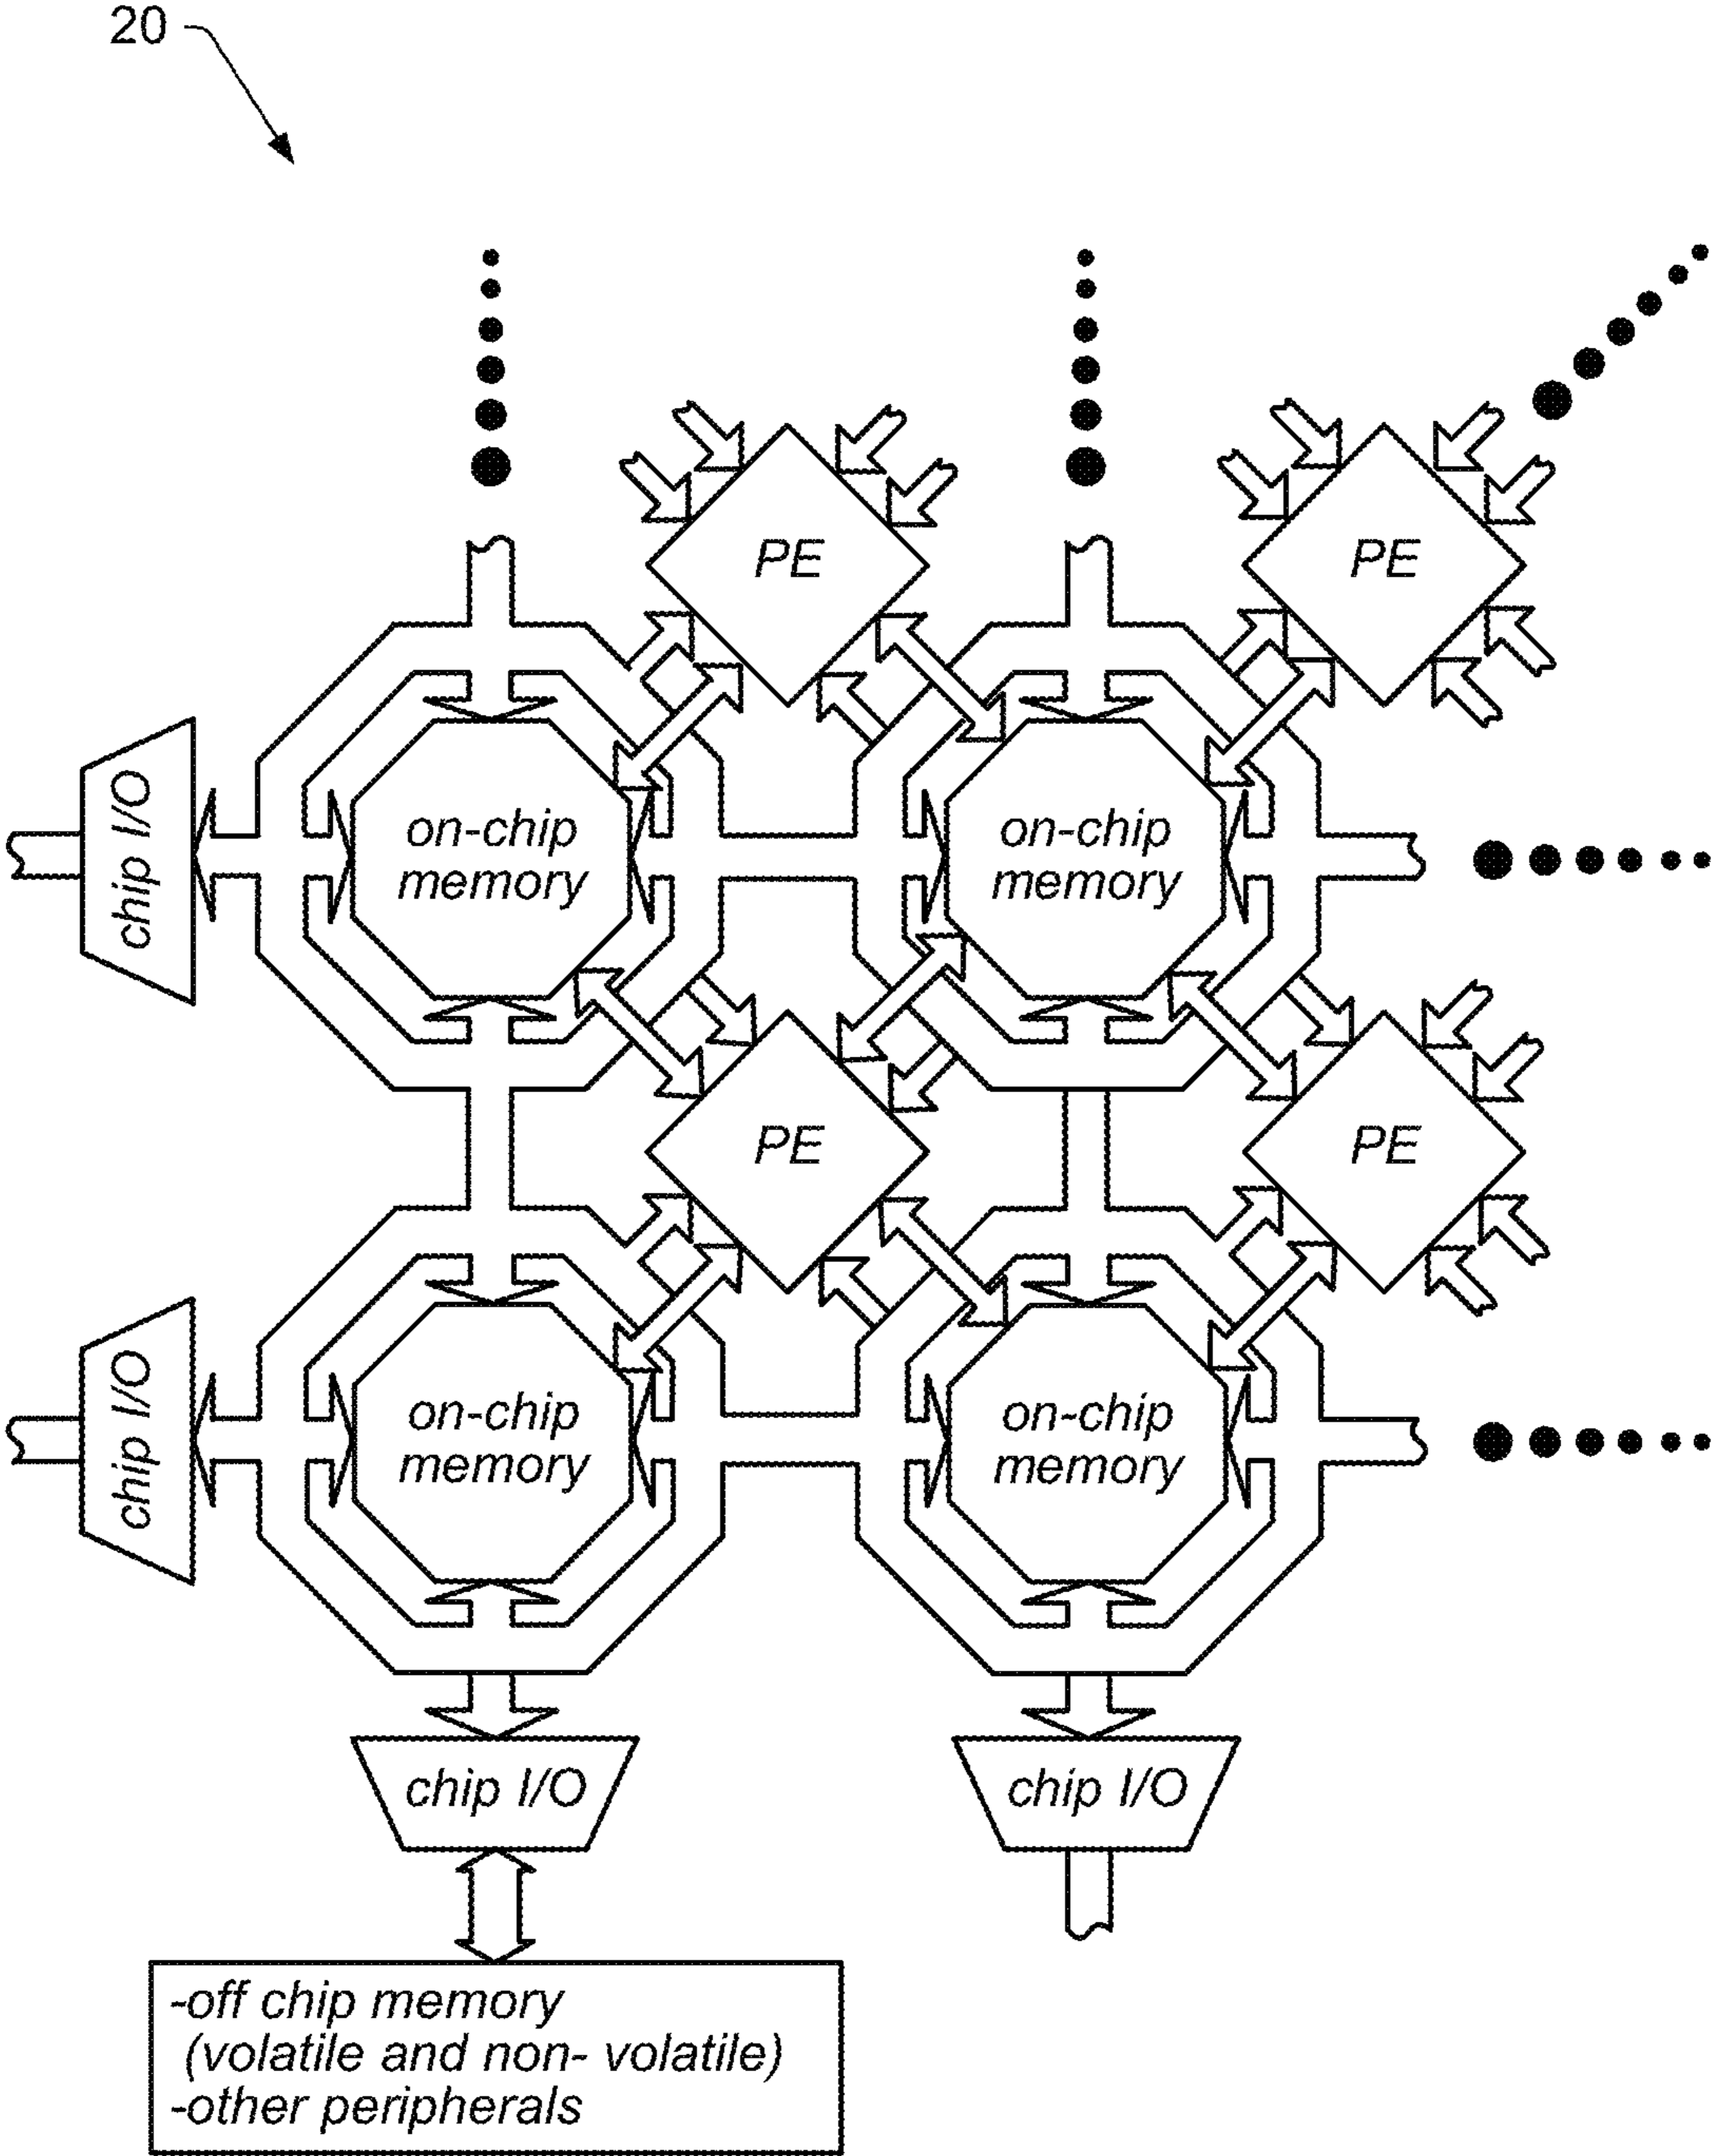 20
PE
PE
chip I/O
on-chip
memory
on-chip
memory
PE
PE
chip I/O
on-chip
memory
on-chip
memory
chip I/O
chip I/O
-off chip memory
(volatile and non- volatile)
-other peripherals